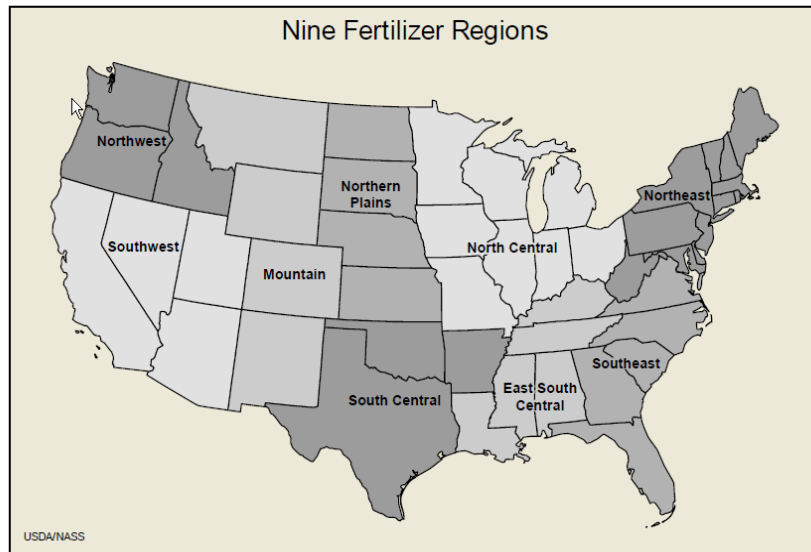 Nine Fertilizer Regions
Northwest
Northern
Plains
Northeast
Southwest
North Central
Mountain
Southeast
East South
Central
South Central
USDA/NASS